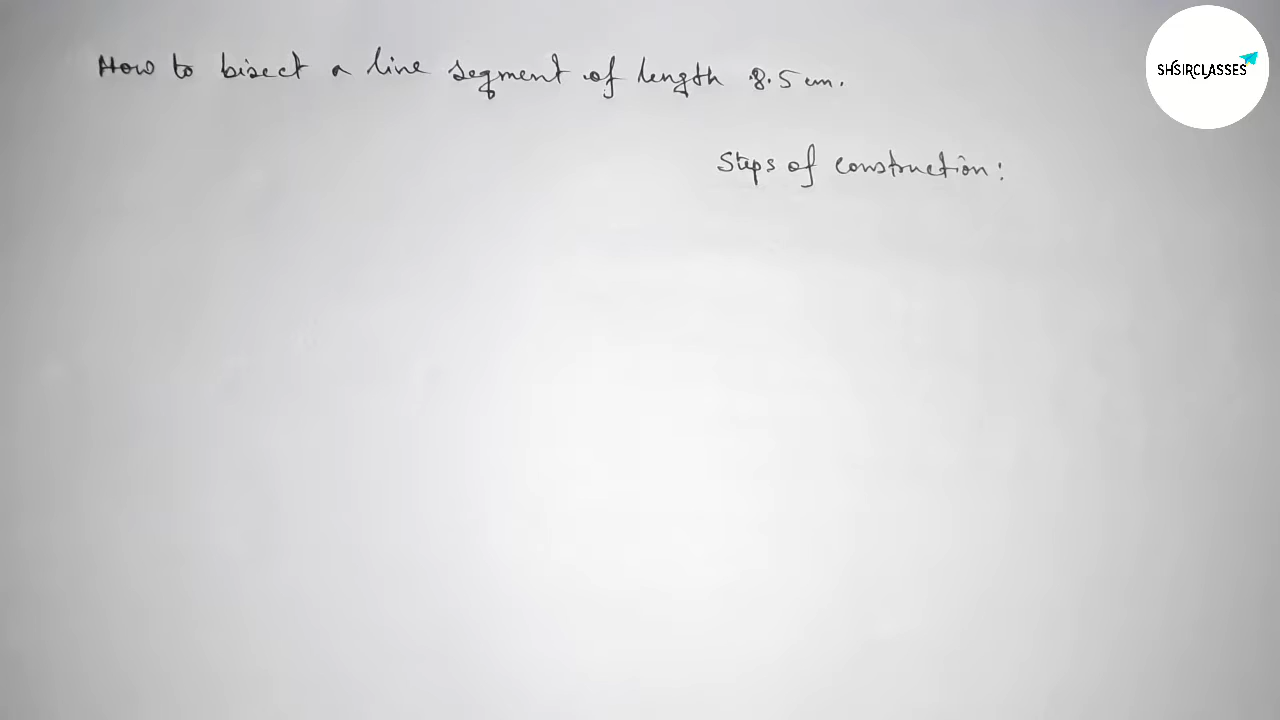 How to bisect a line segment of length 8.5 cm.
SHSIRCLASSES
Steps of construction: